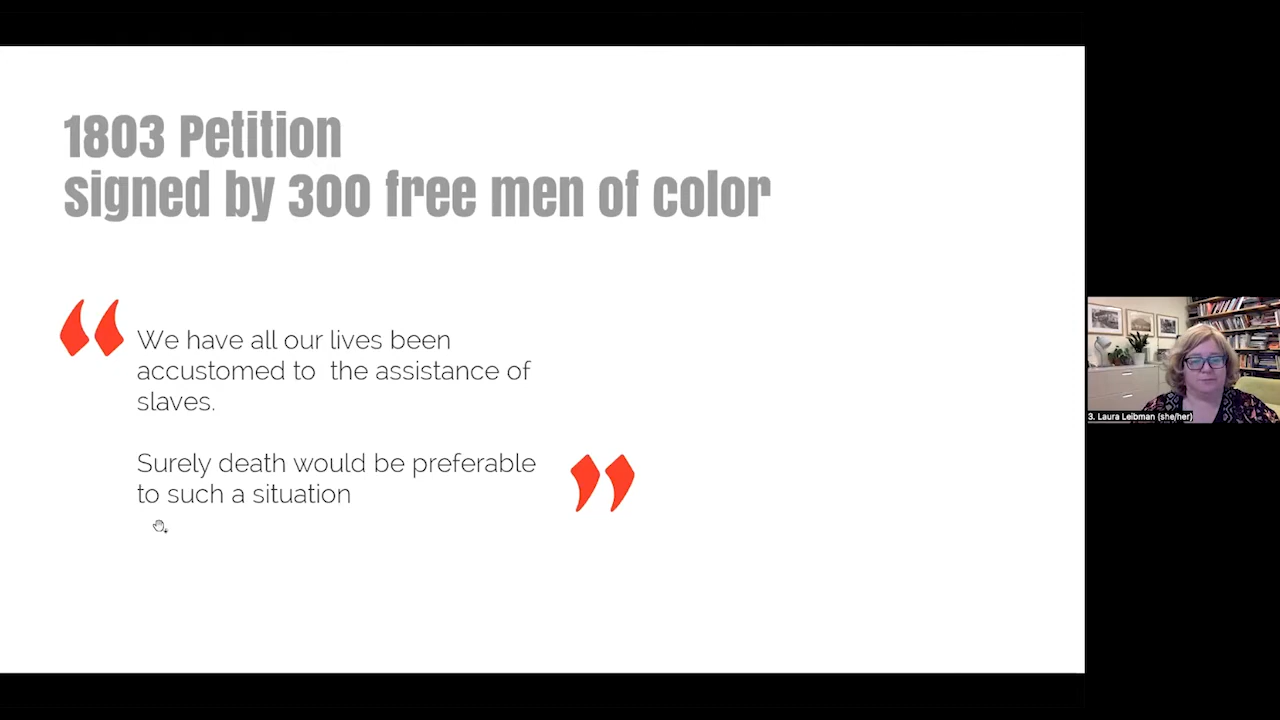 1803 Petition
signed by 300 free men of color
“ We have all our lives been
accustomed to  the assistance of
slaves.
Surely death would be preferable
to such a situation ”
3. Laura Leibman (she/her)